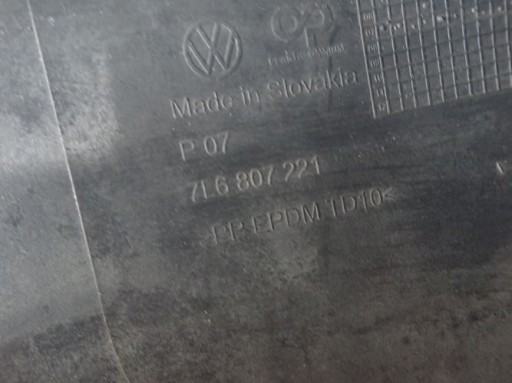 Made in Slovakia
P 07
7L6 807 221
>PP EPDM TD10<